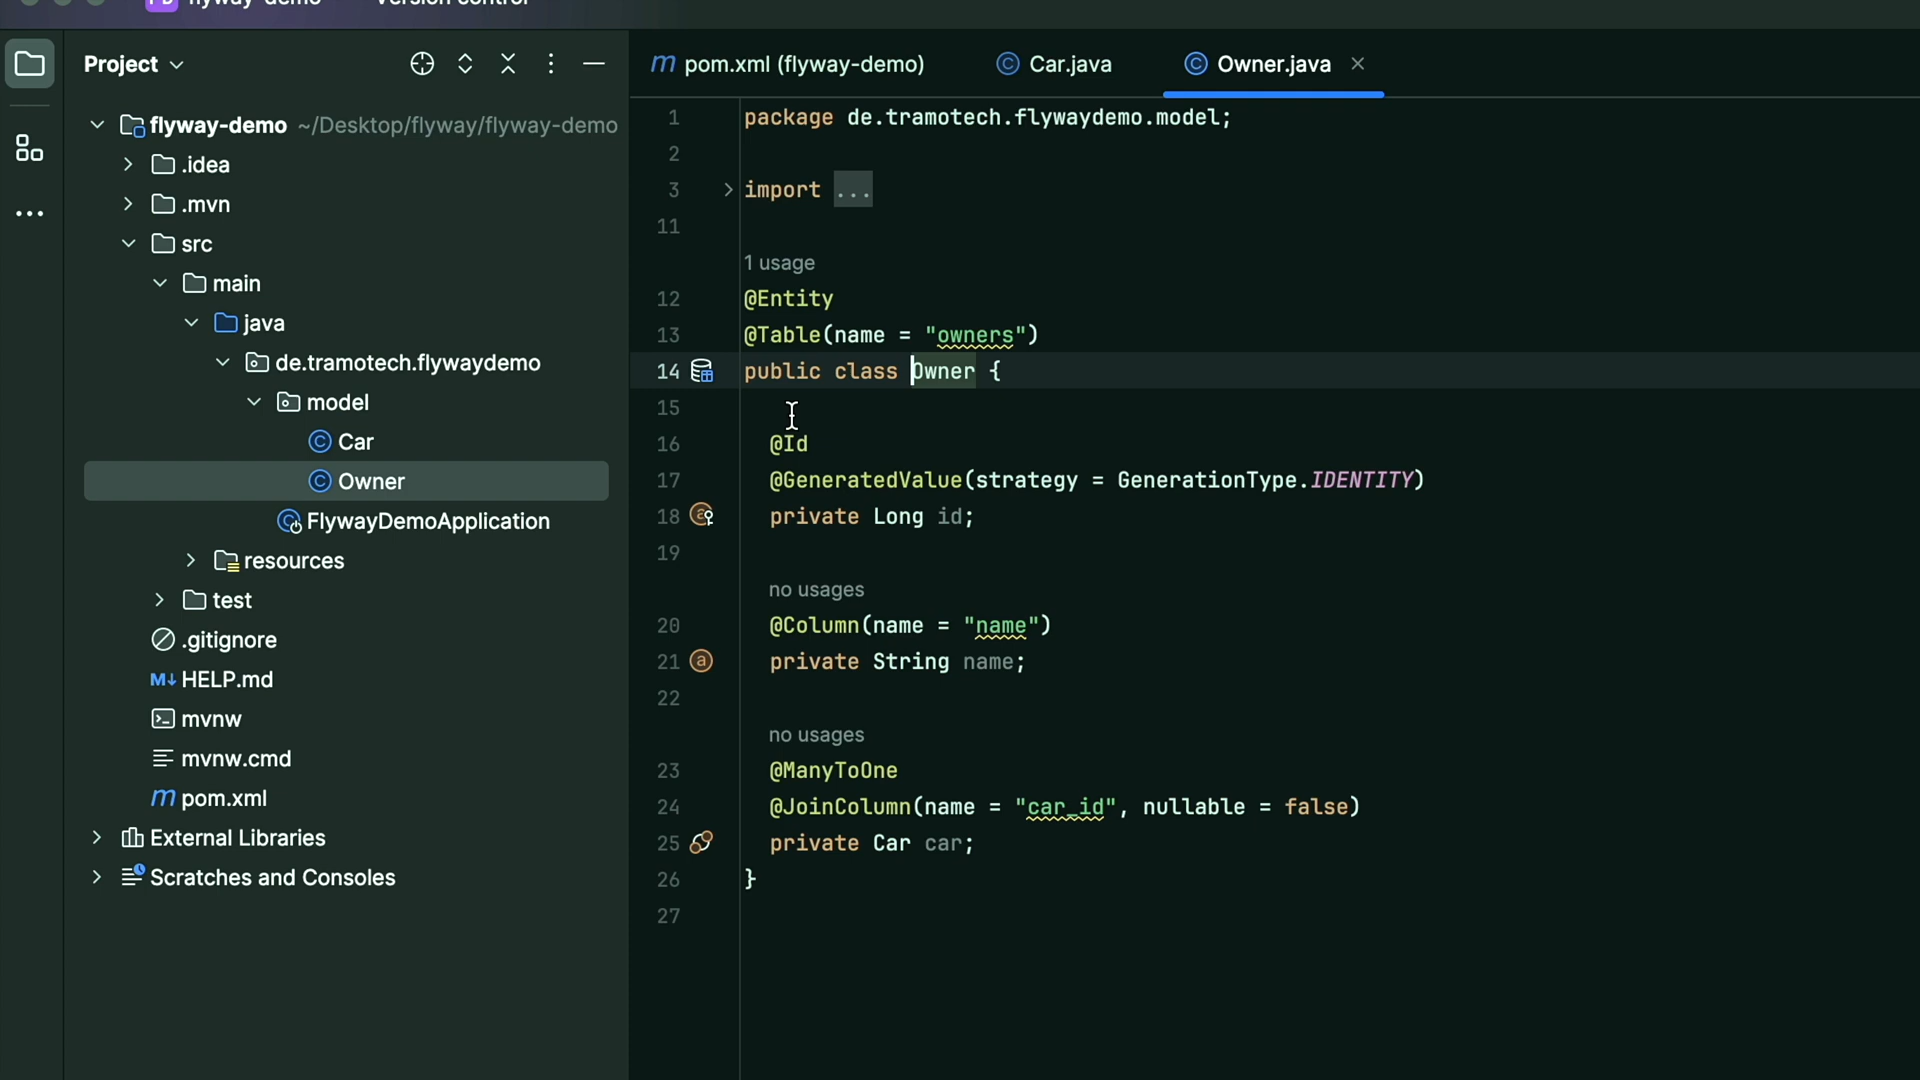 Project
flyway-demo ~/Desktop/flyway/flyway-demo
.idea
.mvn
src
main
java
de.tramotech.flywaydemo
model
Car
Owner
FlywayDemoApplication
resources
test
.gitignore
M↓ HELP.md
mvnw
mvnw.cmd
m pom.xml
External Libraries
Scratches and Consoles
m pom.xml (flyway-demo) Car.java Owner.java
1 package de.tramotech.flywaydemo.model;
2
3 import ...
11
1 usage
12 @Entity
13 @Table(name = "owners")
14 public class Owner {
15
16 @Id
17 @GeneratedValue(strategy = GenerationType.IDENTITY)
18 private Long id;
19
no usages
20 @Column(name = "name")
21 private String name;
22
no usages
23 @ManyToOne
24 @JoinColumn(name = "car_id", nullable = false)
25 private Car car;
26 }
27